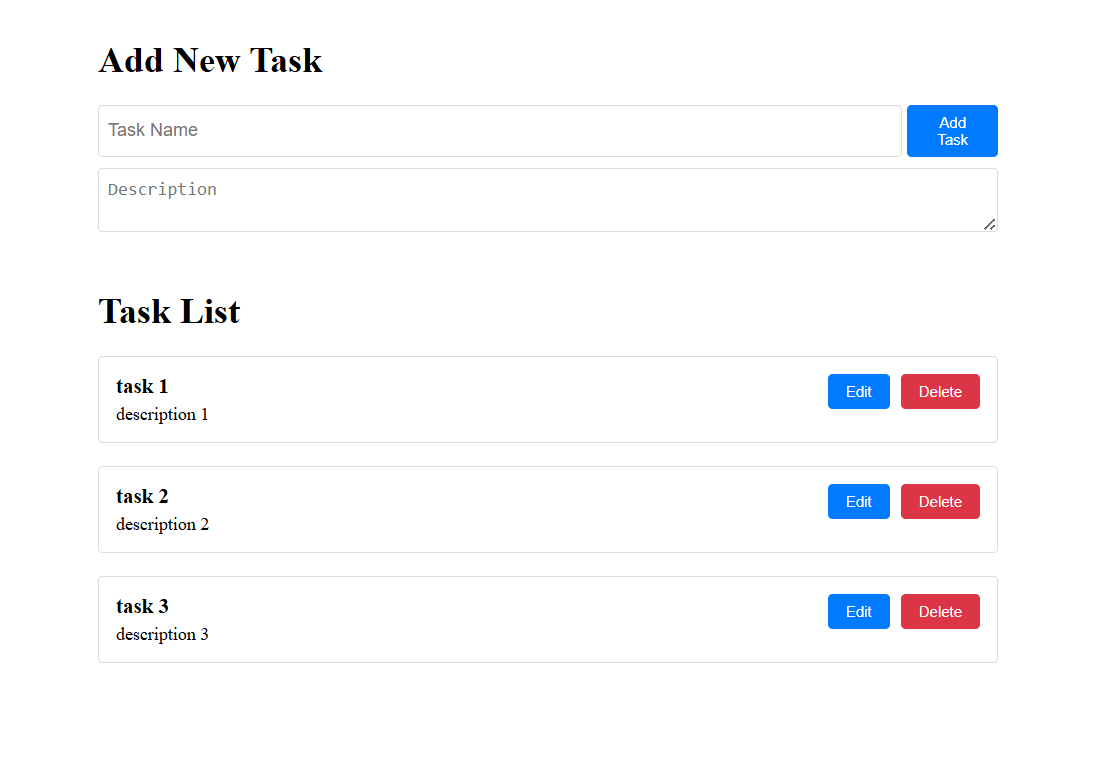 Add New Task
Task Name
Add
Task
Description
Task List
task 1
description 1
Edit
Delete
task 2
description 2
Edit
Delete
task 3
description 3
Edit
Delete